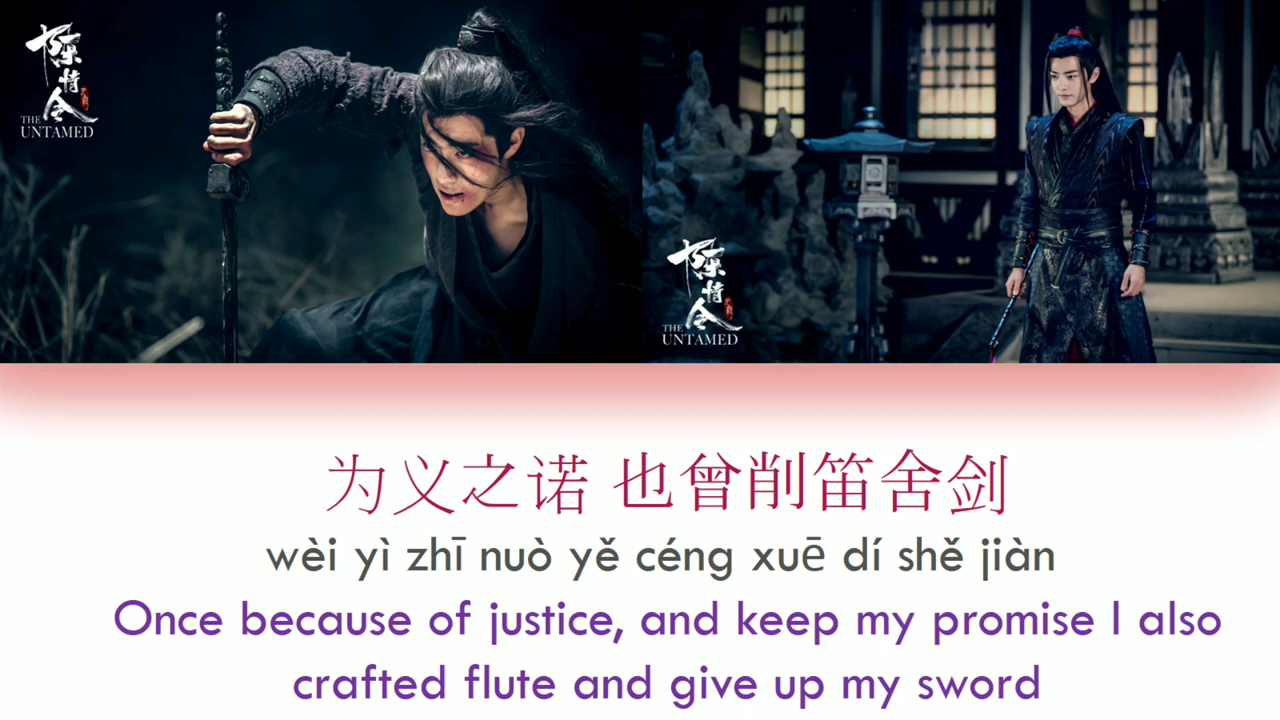 陈情令
THE
UNTAMED
陈情令
THE
UNTAMED
为义之诺 也曾削笛舍剑
wèi yì zhī nuò yě céng xuē dí shě jiàn
Once because of justice, and keep my promise I also
crafted flute and give up my sword